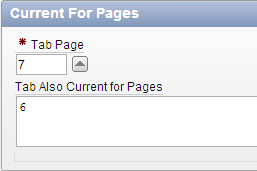 Current For Pages
* Tab Page
7
Tab Also Current for Pages
6